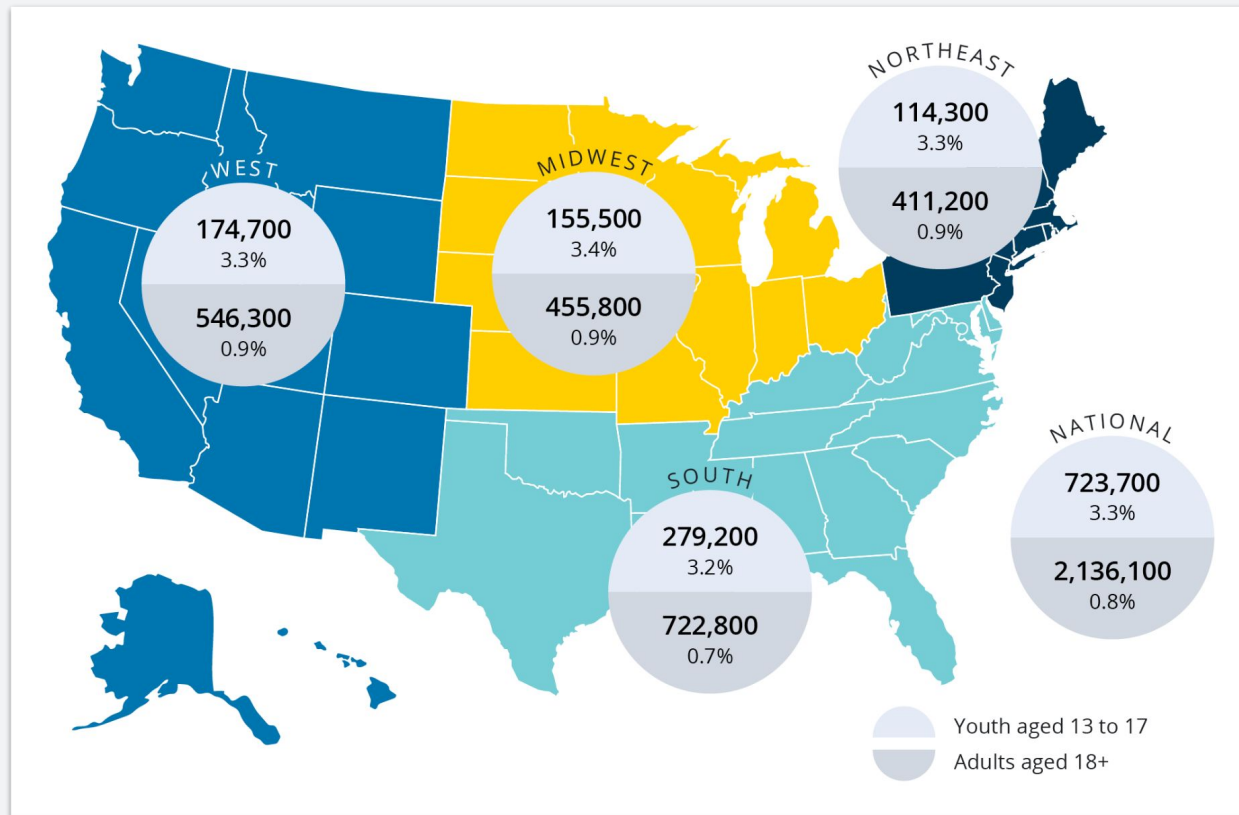 NORTHEAST
114,300
3.3%
411,200
0.9%
WEST
174,700
3.3%
546,300
0.9%
MIDWEST
155,500
3.4%
455,800
0.9%
SOUTH
279,200
3.2%
722,800
0.7%
NATIONAL
723,700
3.3%
2,136,100
0.8%
Youth aged 13 to 17
Adults aged 18+